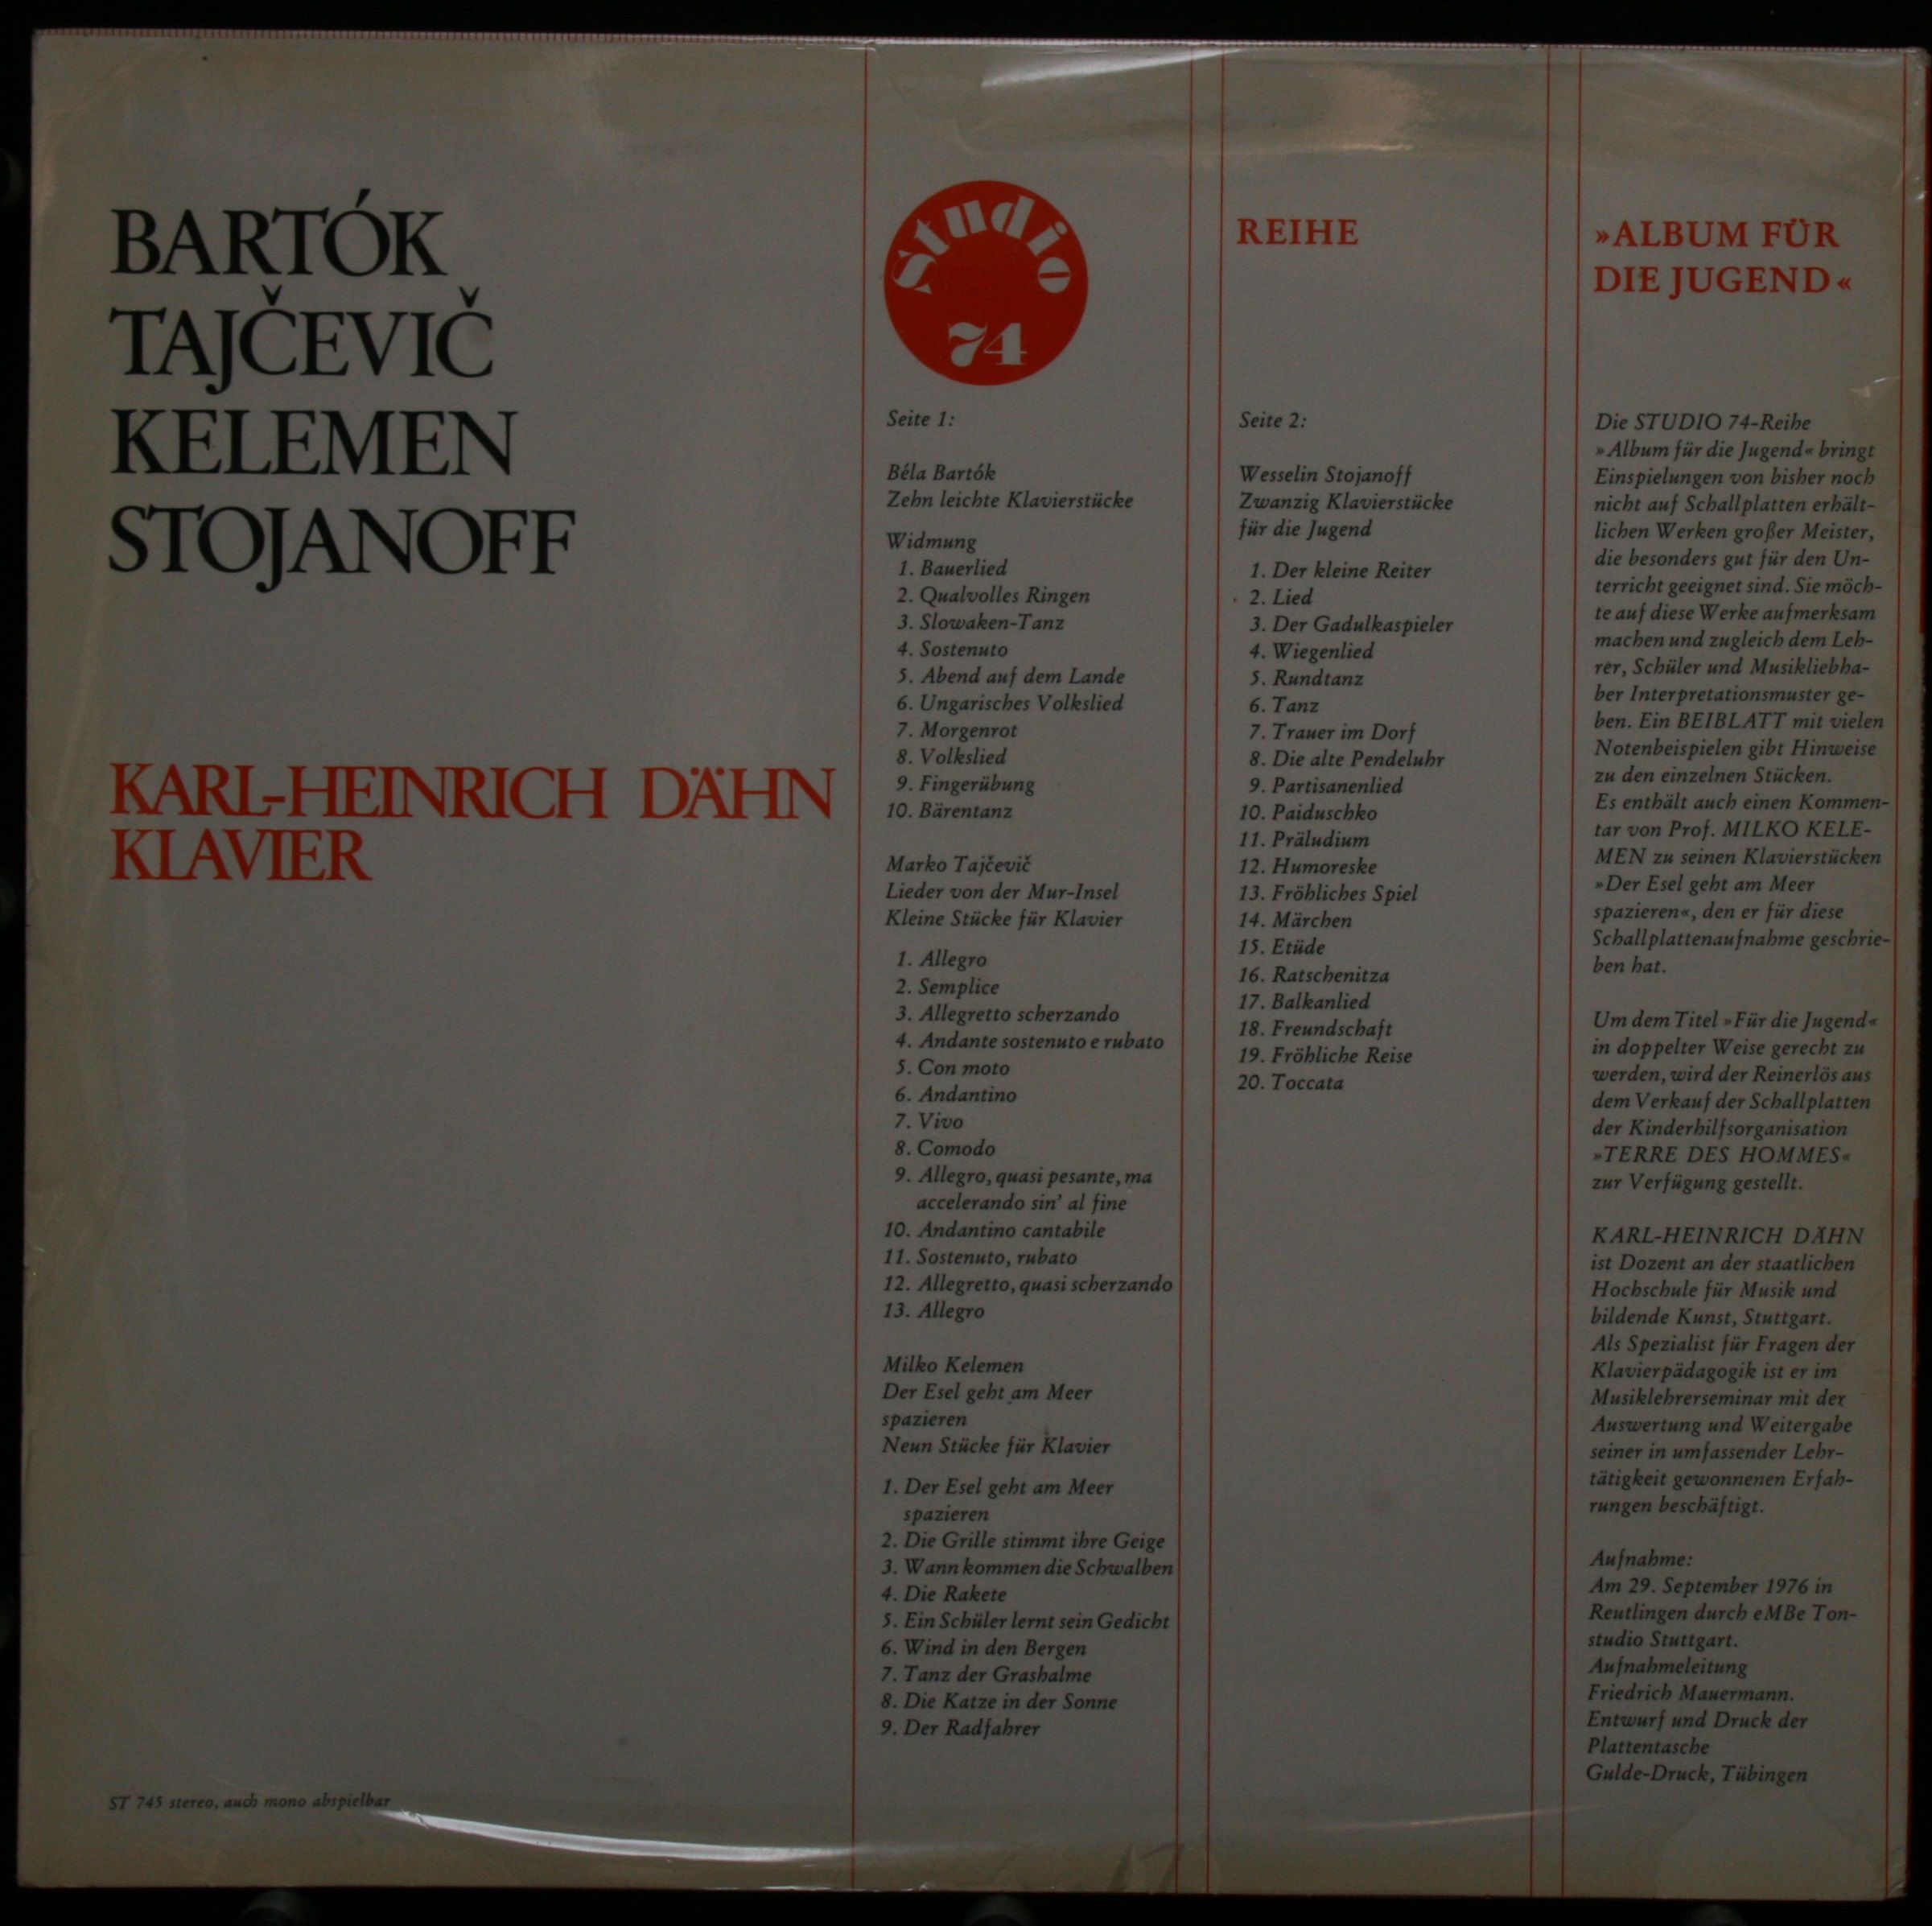 BARTÓK
TAJČEVIČ
KELEMEN
STOJANOFF
KARL-HEINRICH DÄHN
KLAVIER
ST 745 stereo, auch mono abspielbar
Studio
74
Seite 1:
Béla Bartók
Zehn leichte Klavierstücke
Widmung
1. Bauerlied
2. Qualvolles Ringen
3. Slowaken-Tanz
4. Sostenuto
5. Abend auf dem Lande
6. Ungarisches Volkslied
7. Morgenrot
8. Volkslied
9. Fingerübung
10. Bärentanz
Marko Tajčevič
Lieder von der Mur-Insel
Kleine Stücke für Klavier
1. Allegro
2. Semplice
3. Allegretto scherzando
4. Andante sostenuto e rubato
5. Con moto
6. Andantino
7. Vivo
8. Comodo
9. Allegro, quasi pesante, ma
accelerando sin' al fine
10. Andantino cantabile
11. Sostenuto, rubato
12. Allegretto, quasi scherzando
13. Allegro
Milko Kelemen
Der Esel geht am Meer
spazieren
Neun Stücke für Klavier
1. Der Esel geht am Meer
spazieren
2. Die Grille stimmt ihre Geige
3. Wann kommen die Schwalben
4. Die Rakete
5. Ein Schüler lernt sein Gedicht
6. Wind in den Bergen
7. Tanz der Grashalme
8. Die Katze in der Sonne
9. Der Radfahrer
REIHE
Seite 2:
Wesselin Stojanoff
Zwanzig Klavierstücke
für die Jugend
1. Der kleine Reiter
2. Lied
3. Der Gadulkaspieler
4. Wiegenlied
5. Rundtanz
6. Tanz
7. Trauer im Dorf
8. Die alte Pendeluhr
9. Partisanenlied
10. Paiduschko
11. Präludium
12. Humoreske
13. Fröhliches Spiel
14. Märchen
15. Etüde
16. Ratschenitza
17. Balkanlied
18. Freundschaft
19. Fröhliche Reise
20. Toccata
»ALBUM FÜR
DIE JUGEND«
Die STUDIO 74-Reihe
»Album für die Jugend« bringt
Einspielungen von bisher noch
nicht auf Schallplatten erhält-
lichen Werken großer Meister,
die besonders gut für den Un-
terricht geeignet sind. Sie möch-
te auf diese Werke aufmerksam
machen und zugleich dem Leh-
rer, Schüler und Musikliebha-
ber Interpretationsmuster ge-
ben. Ein BEIBLATT mit vielen
Notenbeispielen gibt Hinweise
zu den einzelnen Stücken.
Es enthält auch einen Kommen-
tar von Prof. MILKO KELE-
MEN zu seinen Klavierstücken
»Der Esel geht am Meer
spazieren«, den er für diese
Schallplattenaufnahme geschrie-
ben hat.
Um dem Titel »Für die Jugend«
in doppelter Weise gerecht zu
werden, wird der Reinerlös aus
dem Verkauf der Schallplatten
der Kinderhilfsorganisation
»TERRE DES HOMMES«
zur Verfügung gestellt.
KARL-HEINRICH DÄHN
ist Dozent an der staatlichen
Hochschule für Musik und
bildende Kunst, Stuttgart.
Als Spezialist für Fragen der
Klavierpädagogik ist er im
Musiklehrerseminar mit der
Auswertung und Weitergabe
seiner in umfassender Lehr-
tätigkeit gewonnenen Erfah-
rungen beschäftigt.
Aufnahme:
Am 29. September 1976 in
Reutlingen durch eMBe Ton-
studio Stuttgart.
Aufnahmeleitung
Friedrich Mauermann.
Entwurf und Druck der
Plattentasche
Gulde-Druck, Tübingen